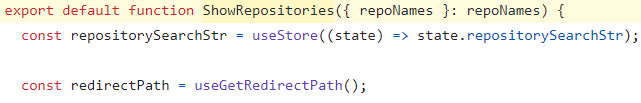 export default function ShowRepositories({ repoNames }: repoNames) {
const repositorySearchStr = useStore((state) => state.repositorySearchStr);
const redirectPath = useGetRedirectPath();